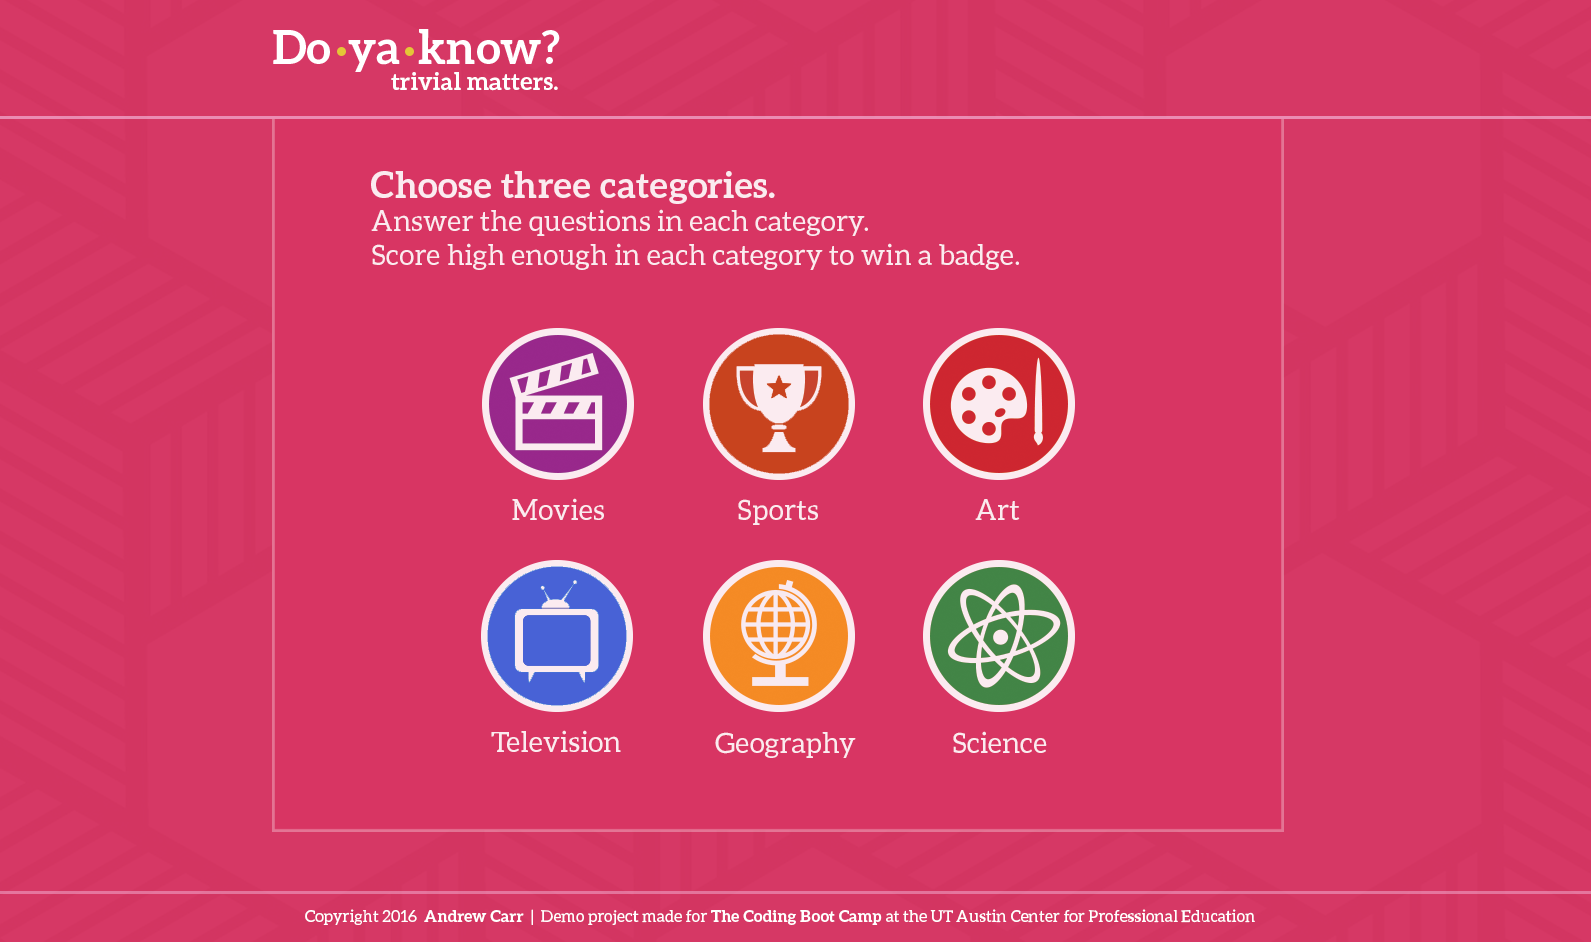 Do·ya·know?
trivial matters.
Choose three categories.
Answer the questions in each category.
Score high enough in each category to win a badge.
Movies
Sports
Art
Television
Geography
Science
Copyright 2016 Andrew Carr | Demo project made for The Coding Boot Camp at the UT Austin Center for Professional Education